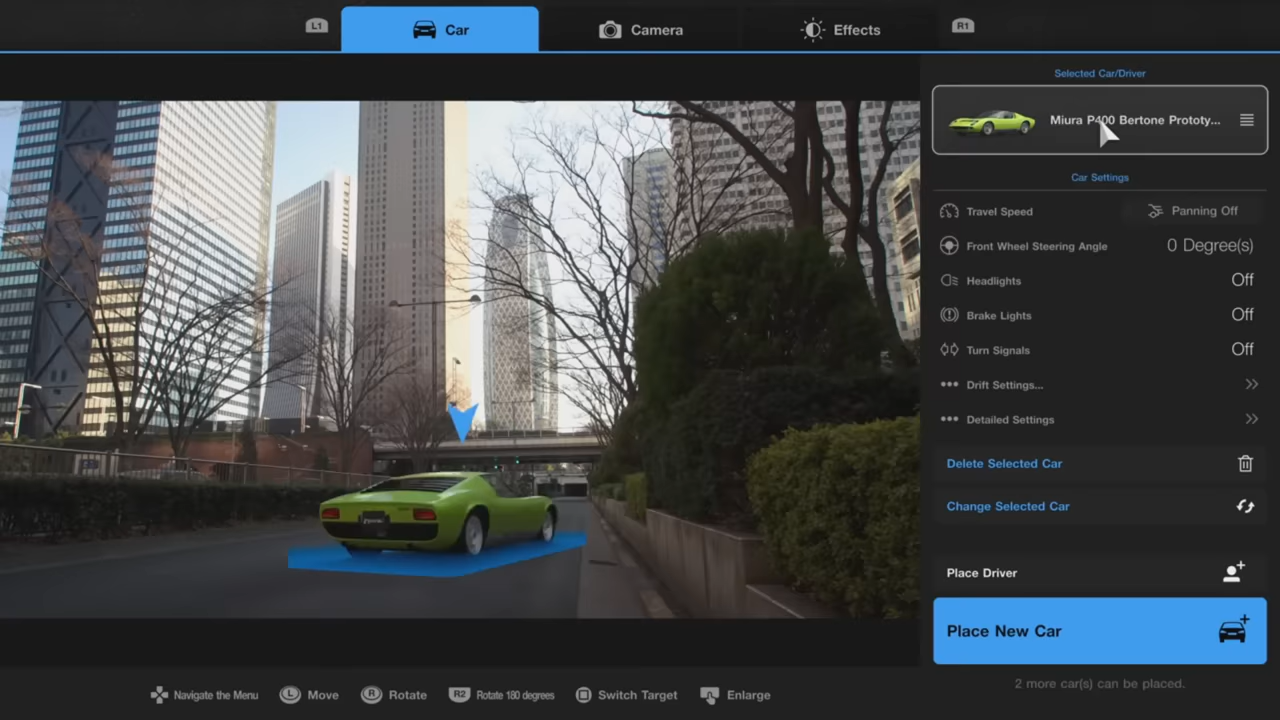 L1
Car
Camera
Effects
R1
Selected Car/Driver
Miura P400 Bertone Prototy...
Car Settings
Travel Speed
Panning Off
Front Wheel Steering Angle
0 Degree(s)
Headlights
Off
Brake Lights
Off
Turn Signals
Off
Drift Settings...
Detailed Settings
Delete Selected Car
Change Selected Car
Place Driver
Place New Car
2 more car(s) can be placed.
Navigate the Menu
L Move
R Rotate
R2 Rotate 180 degrees
Switch Target
Enlarge